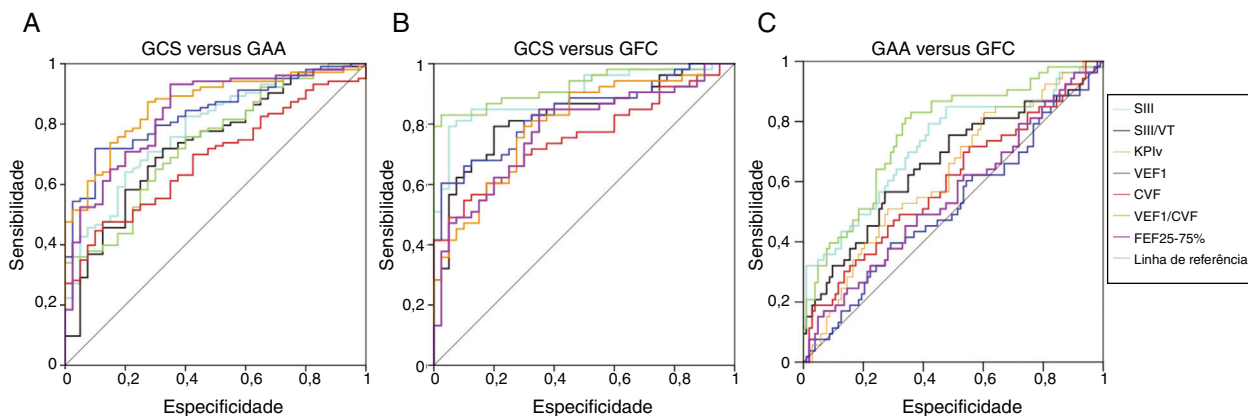 A
GCS versus GAA
Sensibilidade
1
0,8
0,6
0,4
0,2
0
0
0,2
0,4
0,6
0,8
1
Especificidade
B
GCS versus GFC
Sensibilidade
1
0,8
0,6
0,4
0,2
0
0
0,2
0,4
0,6
0,8
1
Especificidade
C
GAA versus GFC
Sensibilidade
1
0,8
0,6
0,4
0,2
0
0
0,2
0,4
0,6
0,8
1
Especificidade
SIII
SIII/VT
KPIv
VEF1
CVF
VEF1/CVF
FEF25-75%
Linha de referência